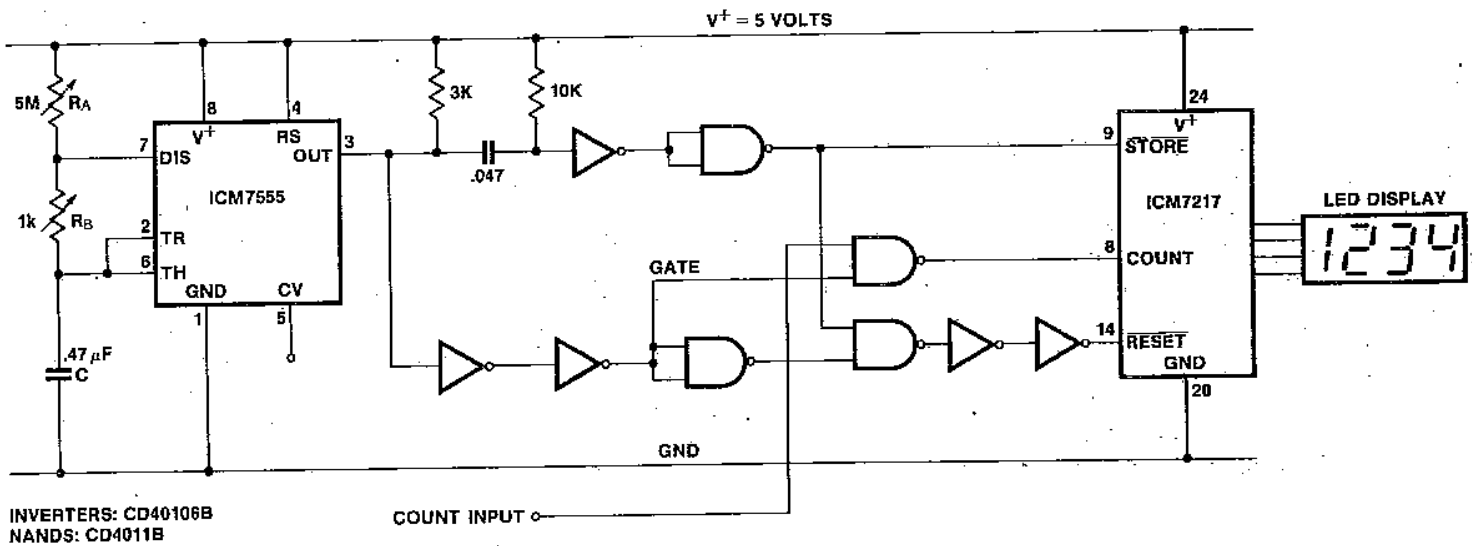 V+ = 5 VOLTS
5M RA
3K
10K
8
4
24
V+
RS
V+
7
DIS
OUT
3
9
STORE
.047
ICM7555
ICM7217
LED DISPLAY
1234
1k RB
2
TR
6
TH
GATE
8
COUNT
GND
CV
1
5
14
RESET
GND
20
.47 µF
C
GND
INVERTERS: CD40106B
NANDS: CD4011B
COUNT INPUT